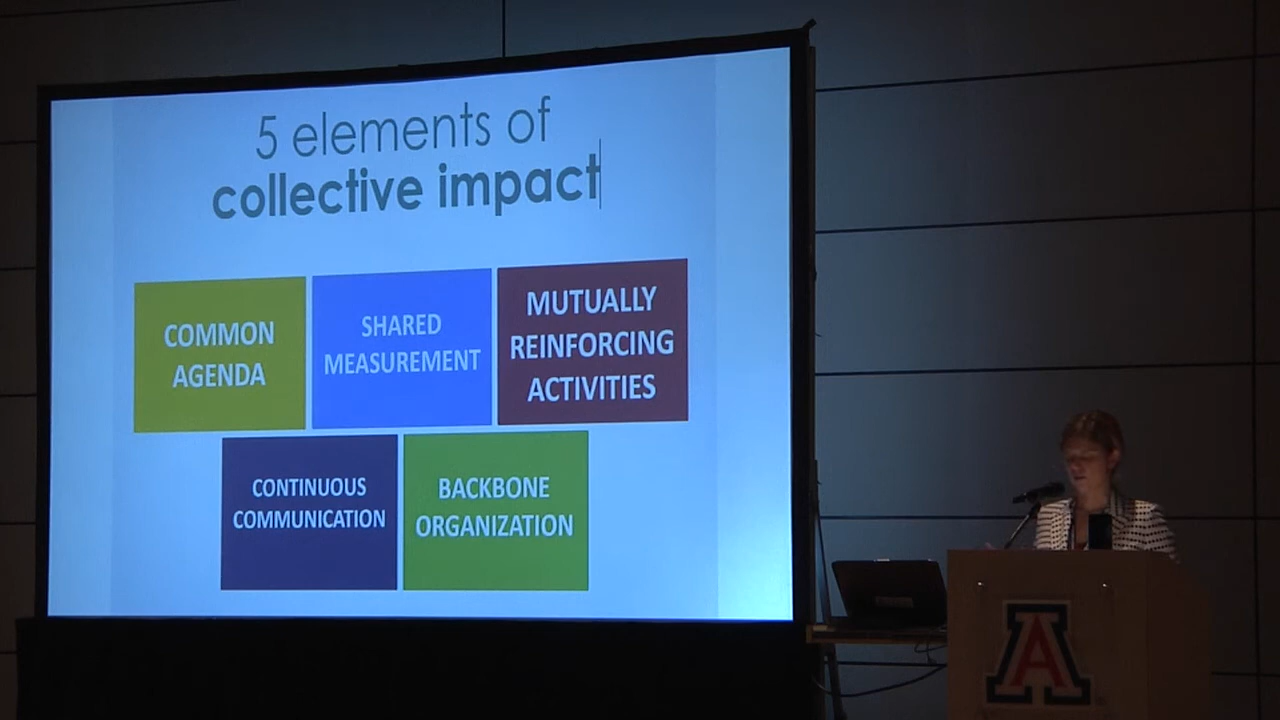 5 elements of
collective impact
COMMON
AGENDA
SHARED
MEASUREMENT
MUTUALLY
REINFORCING
ACTIVITIES
CONTINUOUS
COMMUNICATION
BACKBONE
ORGANIZATION
A